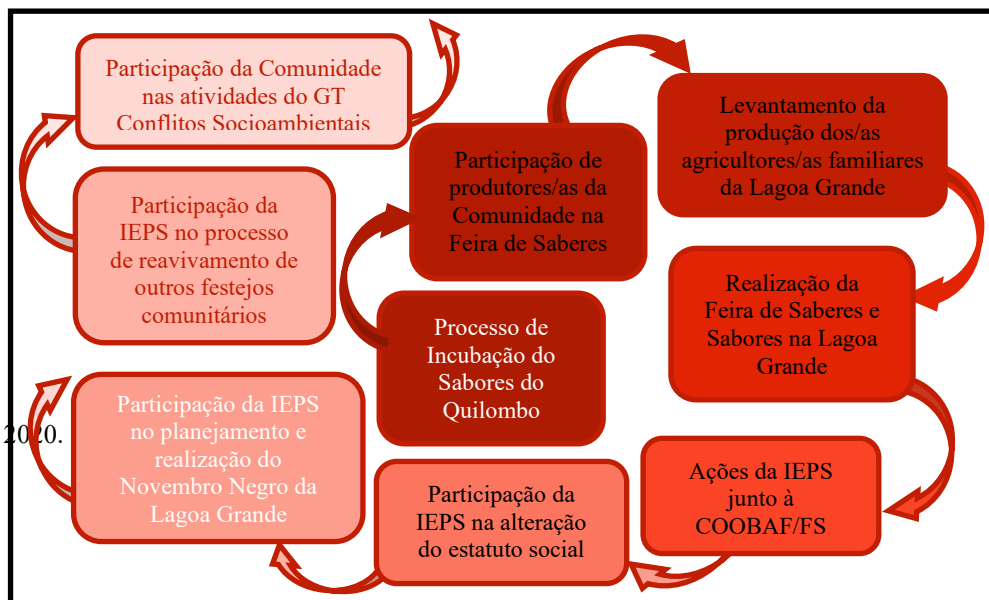 Participação da Comunidade
nas atividades do GT
Conflitos Socioambientais
Participação da
IEPS no processo
de reavivamento de
outros festejos
comunitários
Participação de
produtores/as da
Comunidade na
Feira de Saberes
Levantamento da
produção dos/as
agricultores/as familiares
da Lagoa Grande
Processo de
Incubação do
Sabores do
Quilombo
Realização da
Feira de Saberes e
Sabores na Lagoa
Grande
Participação da IEPS
no planejamento e
realização do
Novembro Negro da
Lagoa Grande
2020.
Participação da
IEPS na alteração
do estatuto social
Ações da IEPS
junto à
COOBAF/FS